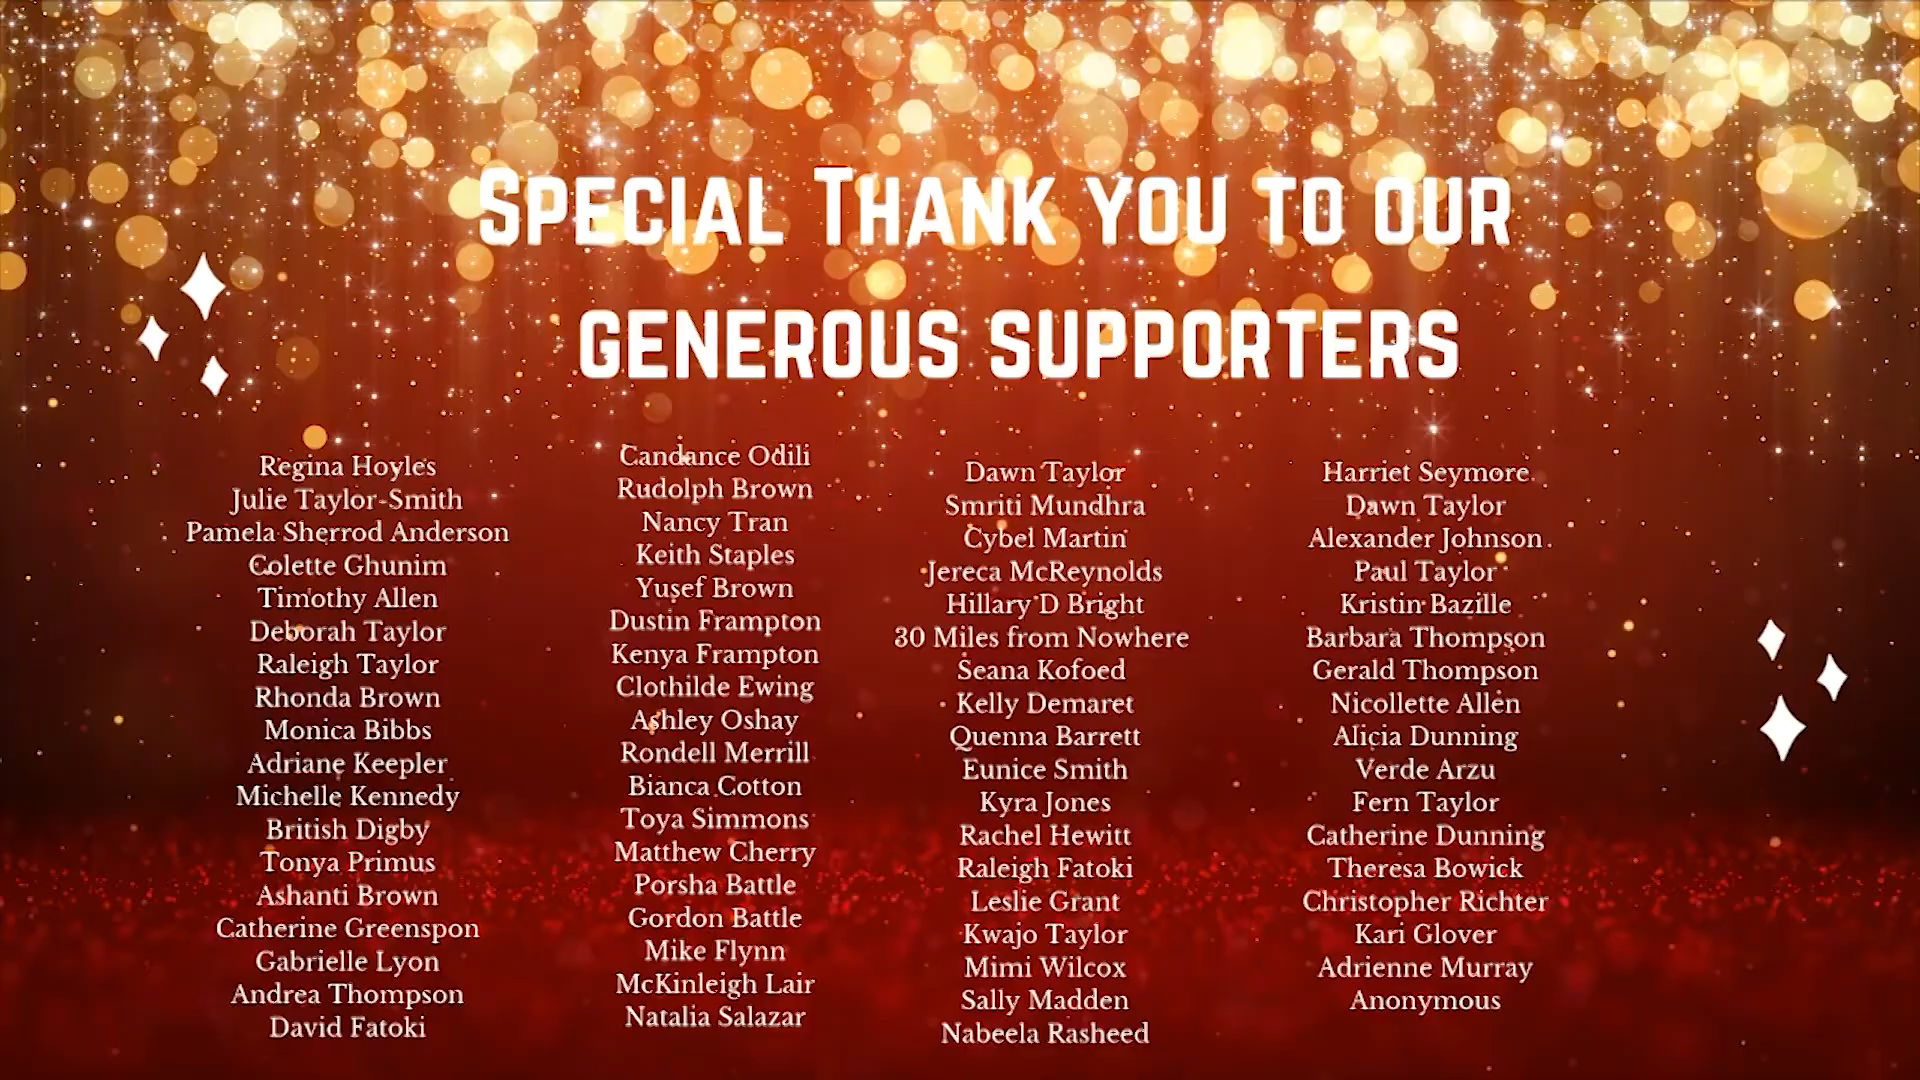 Special Thank you to our
generous supporters
Regina Hoyles
Julie Taylor-Smith
Pamela Sherrod Anderson
Colette Ghunim
Timothy Allen
Deborah Taylor
Raleigh Taylor
Rhonda Brown
Monica Bibbs
Adriane Keepler
Michelle Kennedy
British Digby
Tonya Primus
Ashanti Brown
Catherine Greenspon
Gabrielle Lyon
Andrea Thompson
David Fatoki
Candance Odili
Rudolph Brown
Nancy Tran
Keith Staples
Yusef Brown
Dustin Frampton
Kenya Frampton
Clothilde Ewing
Ashley Oshay
Rondell Merrill
Bianca Cotton
Toya Simmons
Matthew Cherry
Porsha Battle
Gordon Battle
Mike Flynn
McKinleigh Lair
Natalia Salazar
Dawn Taylor
Smriti Mundhra
Cybel Martin
Jereca McReynolds
Hillary D Bright
30 Miles from Nowhere
Seana Kofoed
Kelly Demaret
Quenna Barrett
Eunice Smith
Kyra Jones
Rachel Hewitt
Raleigh Fatoki
Leslie Grant
Kwajo Taylor
Mimi Wilcox
Sally Madden
Nabeela Rasheed
Harriet Seymore
Dawn Taylor
Alexander Johnson
Paul Taylor
Kristin Bazille
Barbara Thompson
Gerald Thompson
Nicollette Allen
Alicia Dunning
Verde Arzu
Fern Taylor
Catherine Dunning
Theresa Bowick
Christopher Richter
Kari Glover
Adrienne Murray
Anonymous